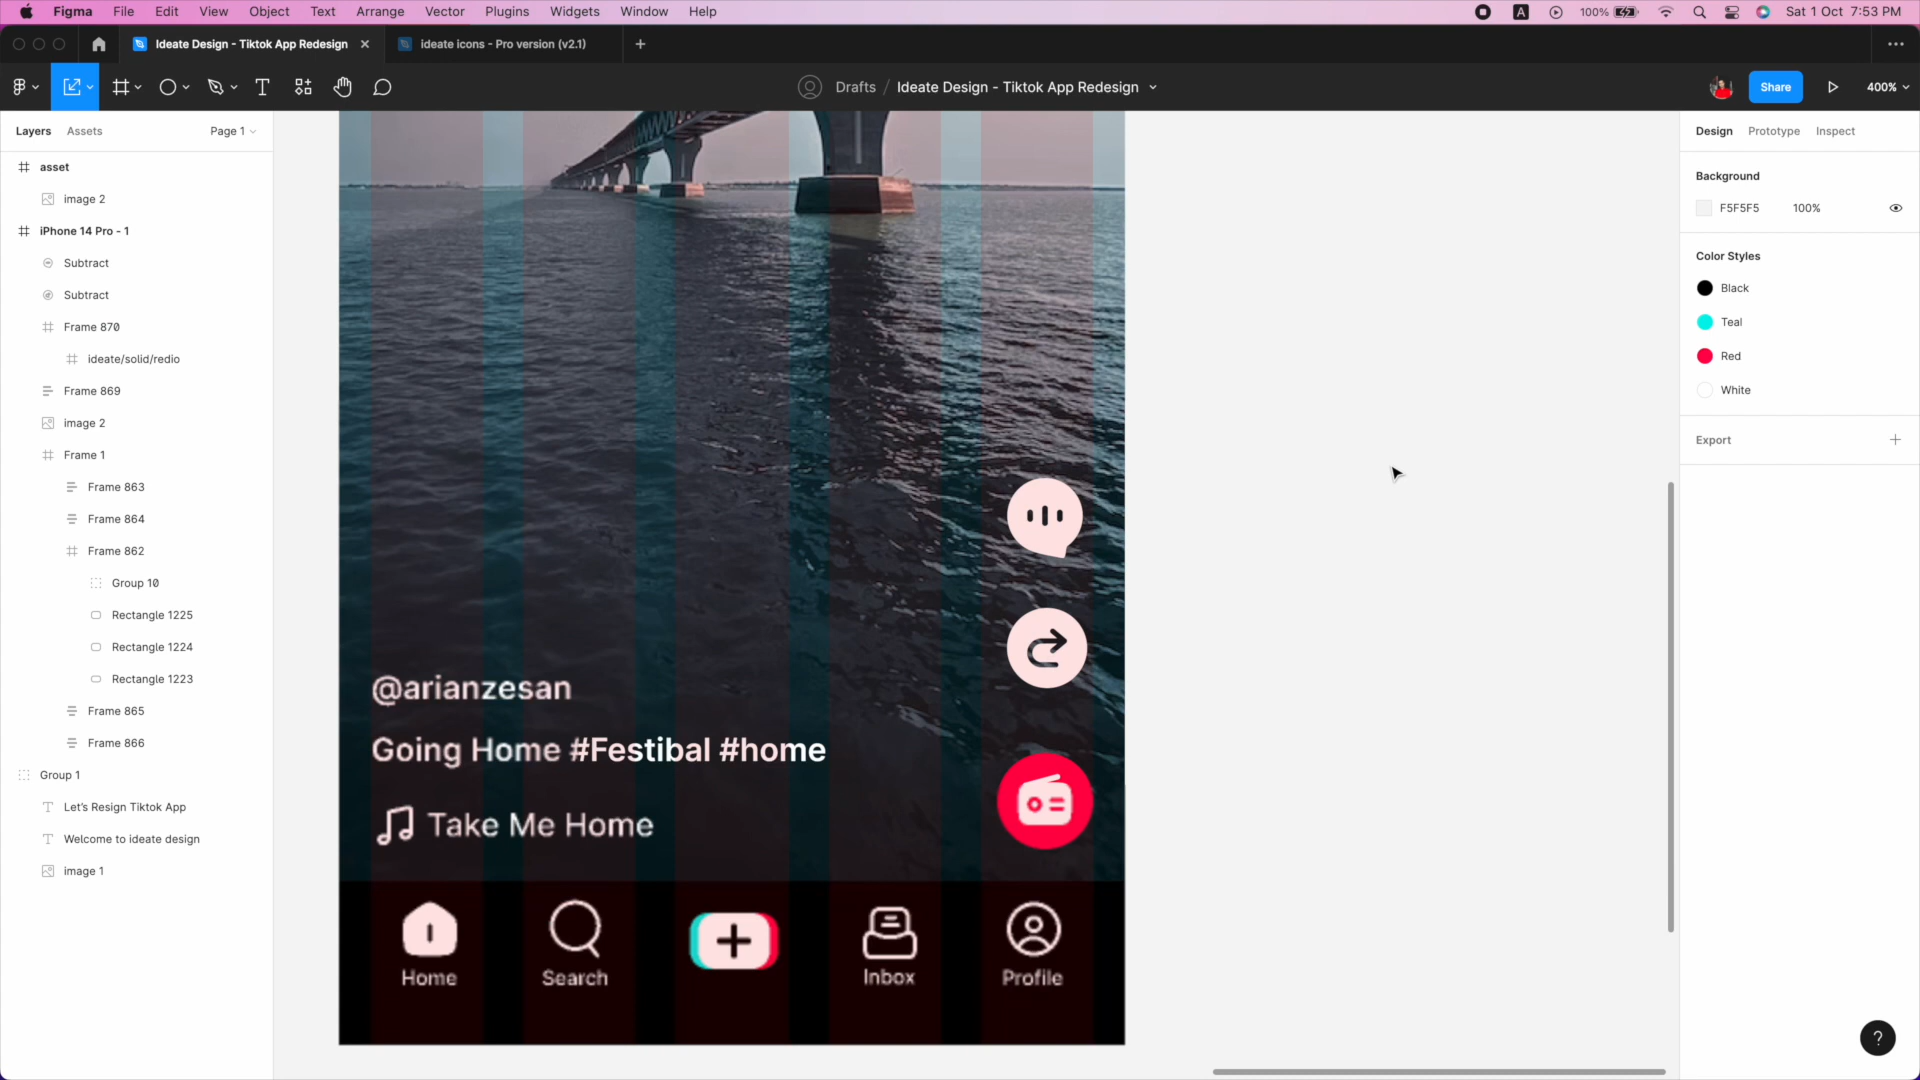 Figma File Edit View Object Text Arrange Vector Plugins Widgets Window Help
A 100% Sat 1 Oct 7:53 PM
Ideate Design - Tiktok App Redesign
ideate icons - Pro version (v2.1)
Drafts / Ideate Design - Tiktok App Redesign
Share
400%
Layers Assets Page 1
asset
image 2
iPhone 14 Pro - 1
Subtract
Subtract
Frame 870
ideate/solid/redio
Frame 869
image 2
Frame 1
Frame 863
Frame 864
Frame 862
Group 10
Rectangle 1225
Rectangle 1224
Rectangle 1223
Frame 865
Frame 866
Group 1
Let's Resign Tiktok App
Welcome to ideate design
image 1
@arianzesan
Going Home #Festibal #home
Take Me Home
Home Search Inbox Profile
Design Prototype Inspect
Background
F5F5F5 100%
Color Styles
Black
Teal
Red
White
Export
?